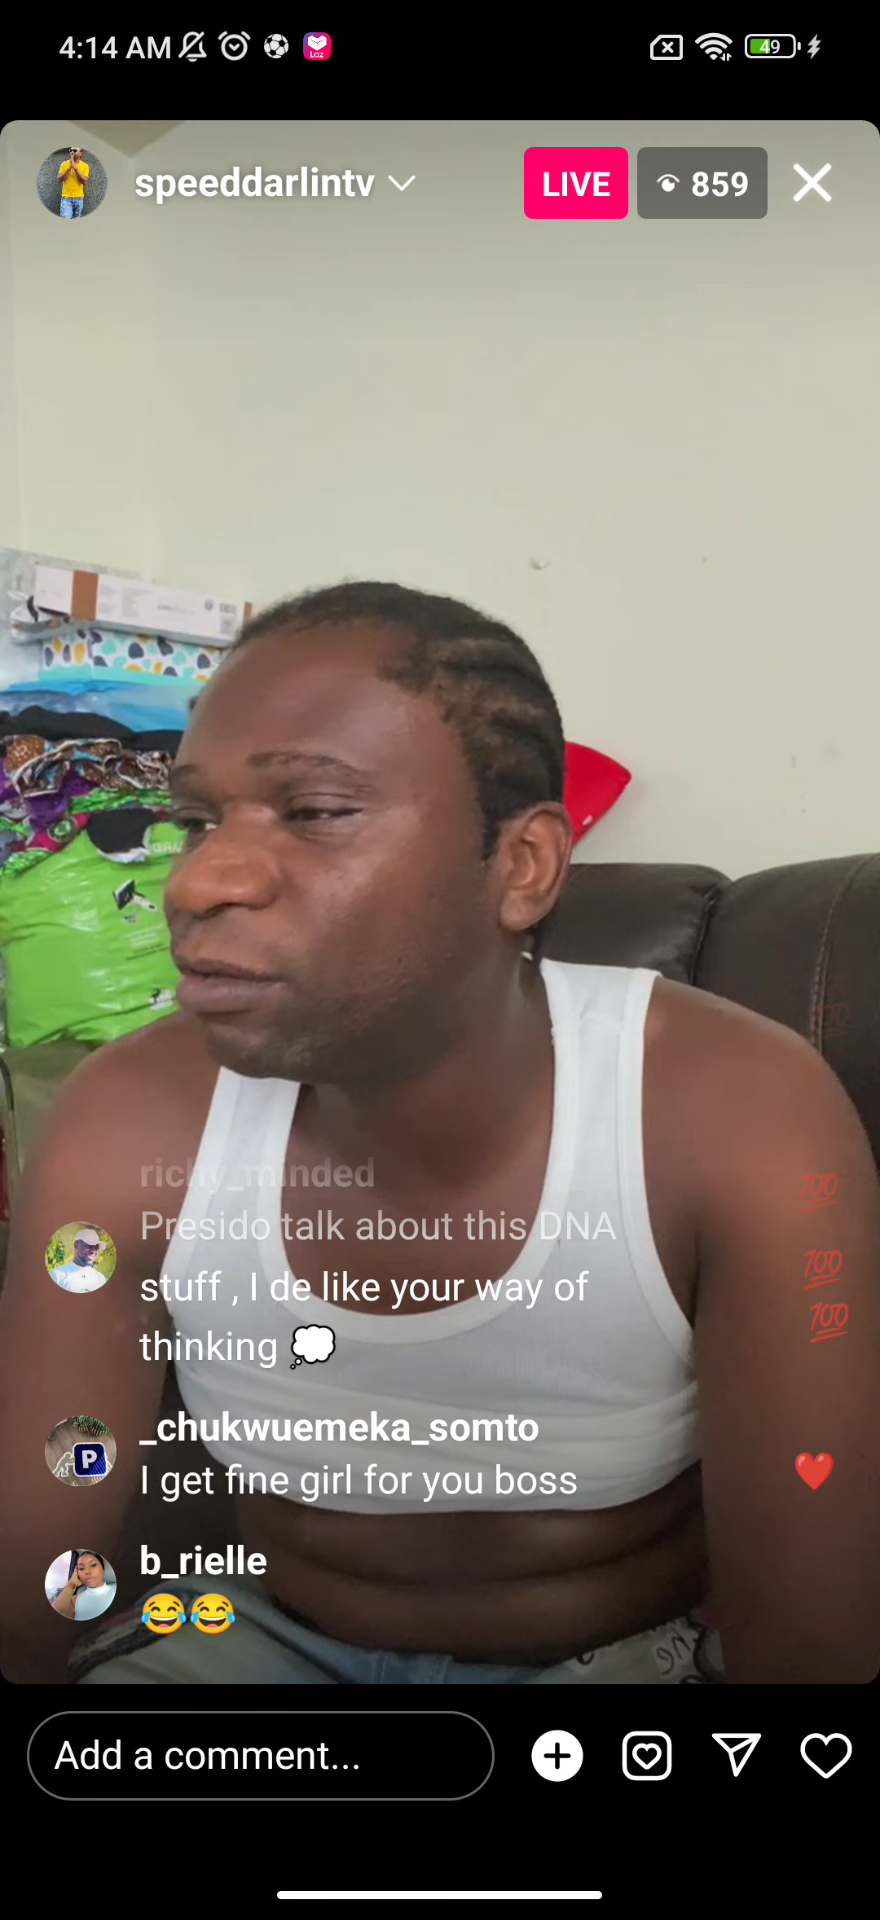 4:14 AM
Laz
49
speeddarlintv
LIVE
859
richy_minded
Presido talk about this DNA
stuff , I de like your way of
thinking 💭
_chukwuemeka_somto
P
I get fine girl for you boss
b_rielle
😂😂
Add a comment...